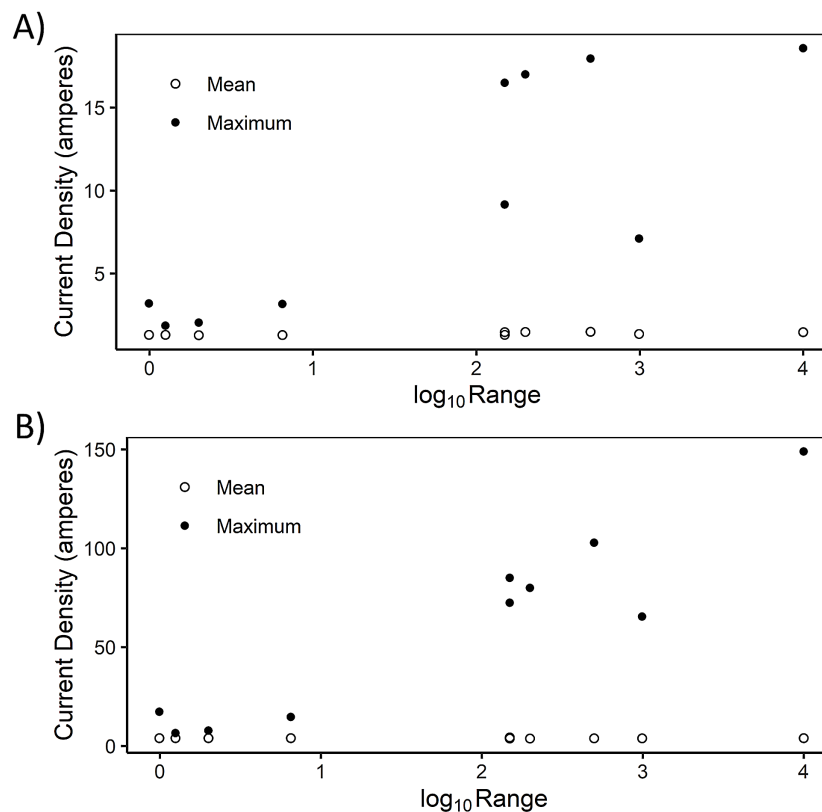 A)
Current Density (amperes)
15
10
5
Mean
Maximum
0 1 2 3 4
log₁₀ Range
B)
Current Density (amperes)
150
100
50
0
Mean
Maximum
0 1 2 3 4
log₁₀ Range